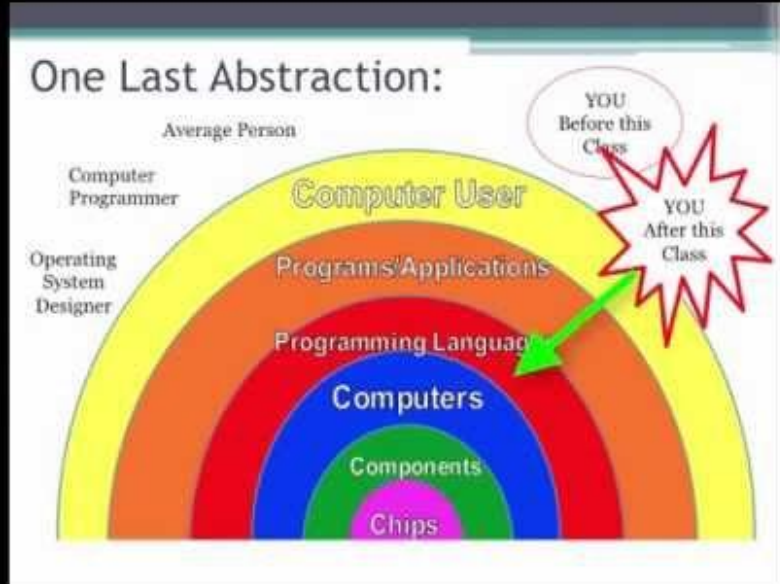 One Last Abstraction:
YOU
Before this
Class
Average Person
Computer
Programmer
Computer User
YOU
After this
Class
Operating
System
Designer
Programs/Applications
Programming Languag
Computers
Components
Chips